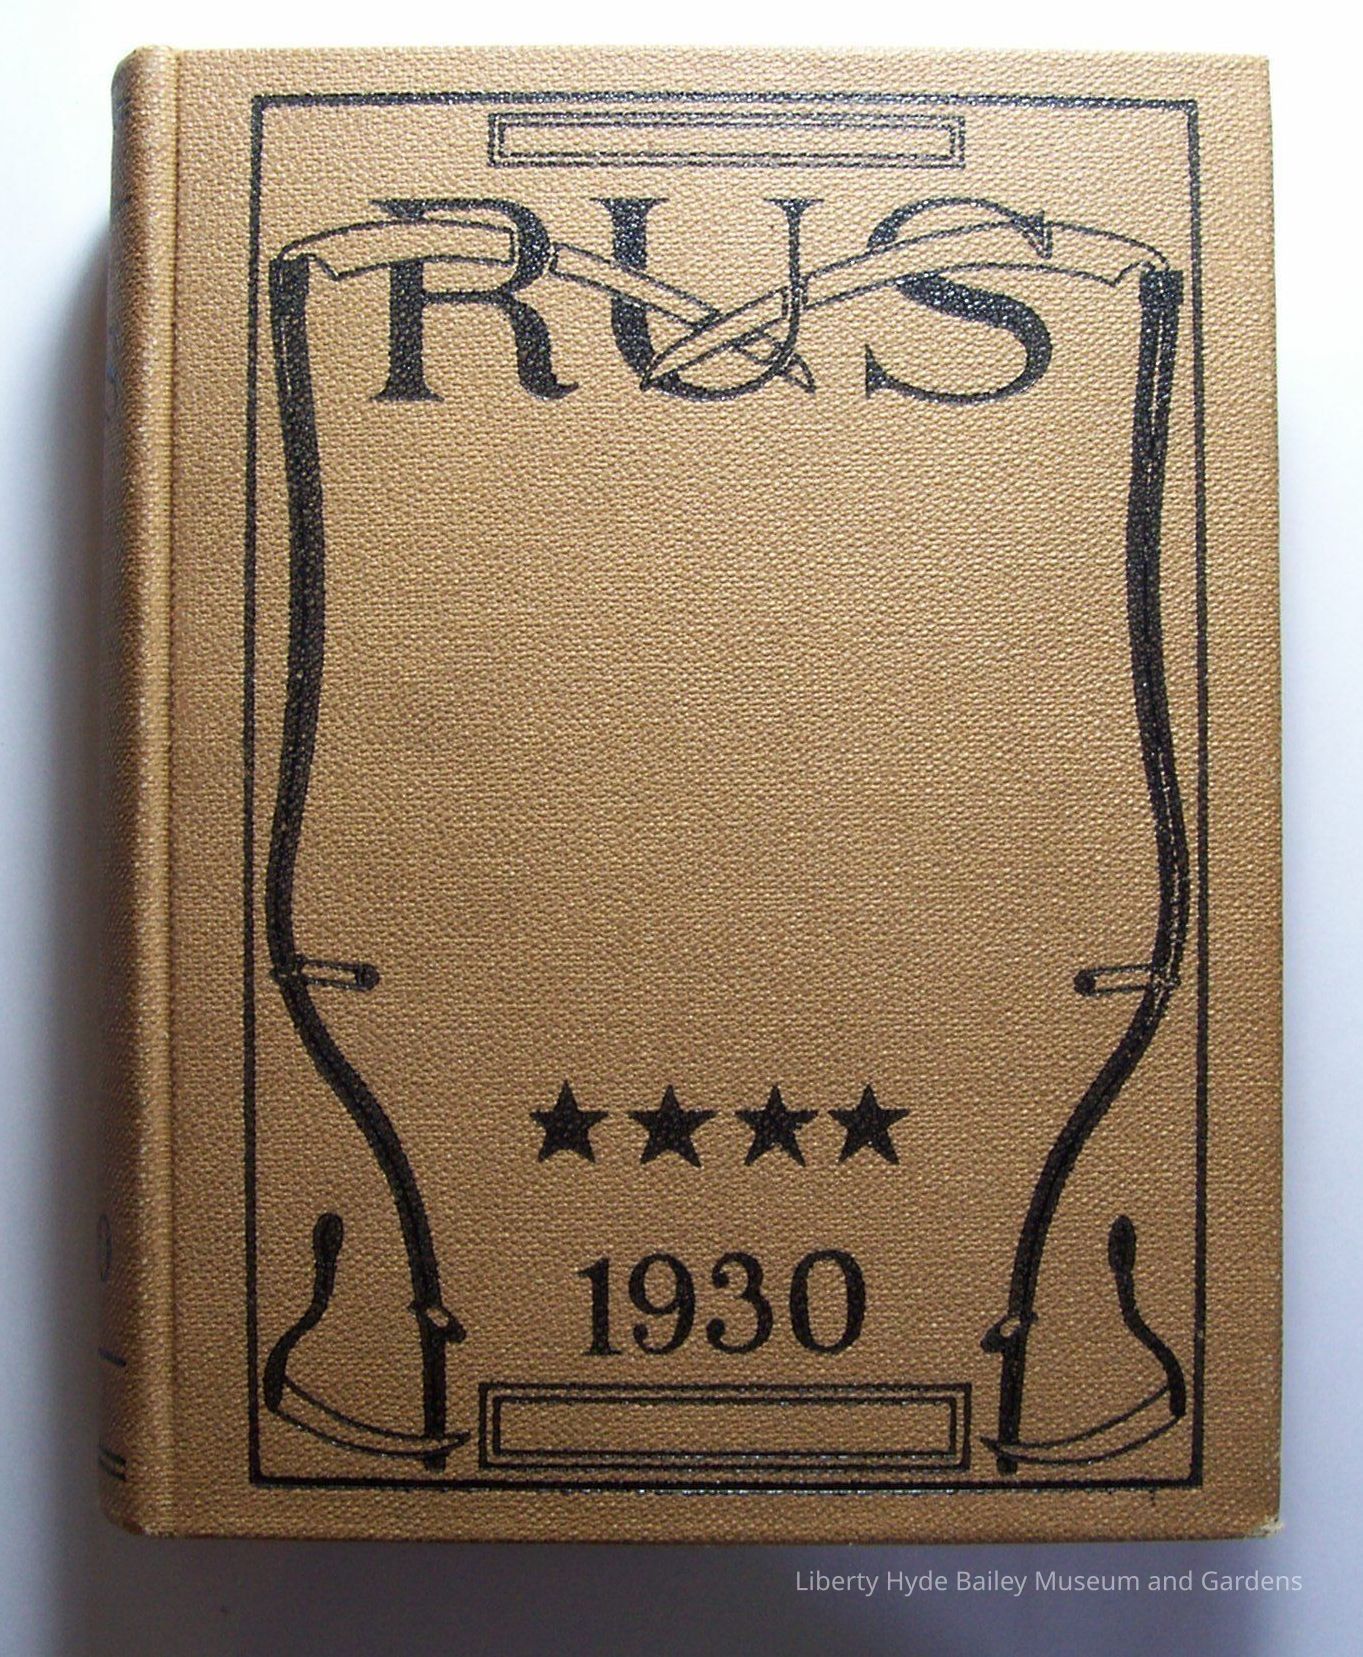 RUS
★★★★
1930
Liberty Hyde Bailey Museum and Gardens